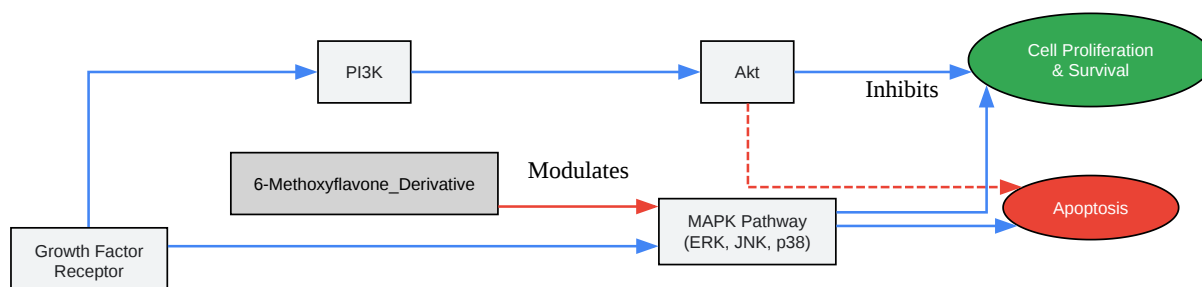 PI3K
Akt
Cell Proliferation
& Survival
Inhibits
6-Methoxyflavone_Derivative
Modulates
Apoptosis
MAPK Pathway
(ERK, JNK, p38)
Growth Factor
Receptor